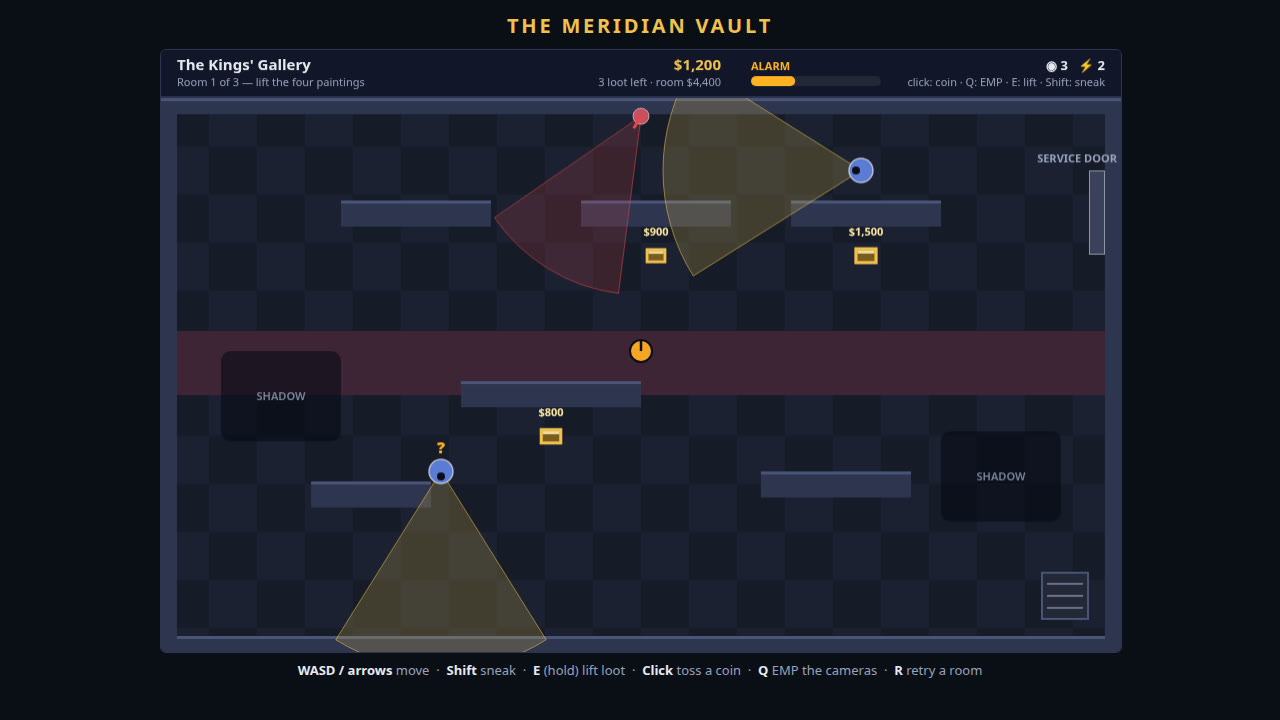 THE MERIDIAN VAULT
The Kings' Gallery
Room 1 of 3 — lift the four paintings
$1,200
3 loot left · room $4,400
ALARM
◉ 3 ⚡ 2
click: coin · Q: EMP · E: lift · Shift: sneak
SERVICE DOOR
$900
$1,500
SHADOW
$800
?
SHADOW
WASD / arrows move · Shift sneak · E (hold) lift loot · Click toss a coin · Q EMP the cameras · R retry a room